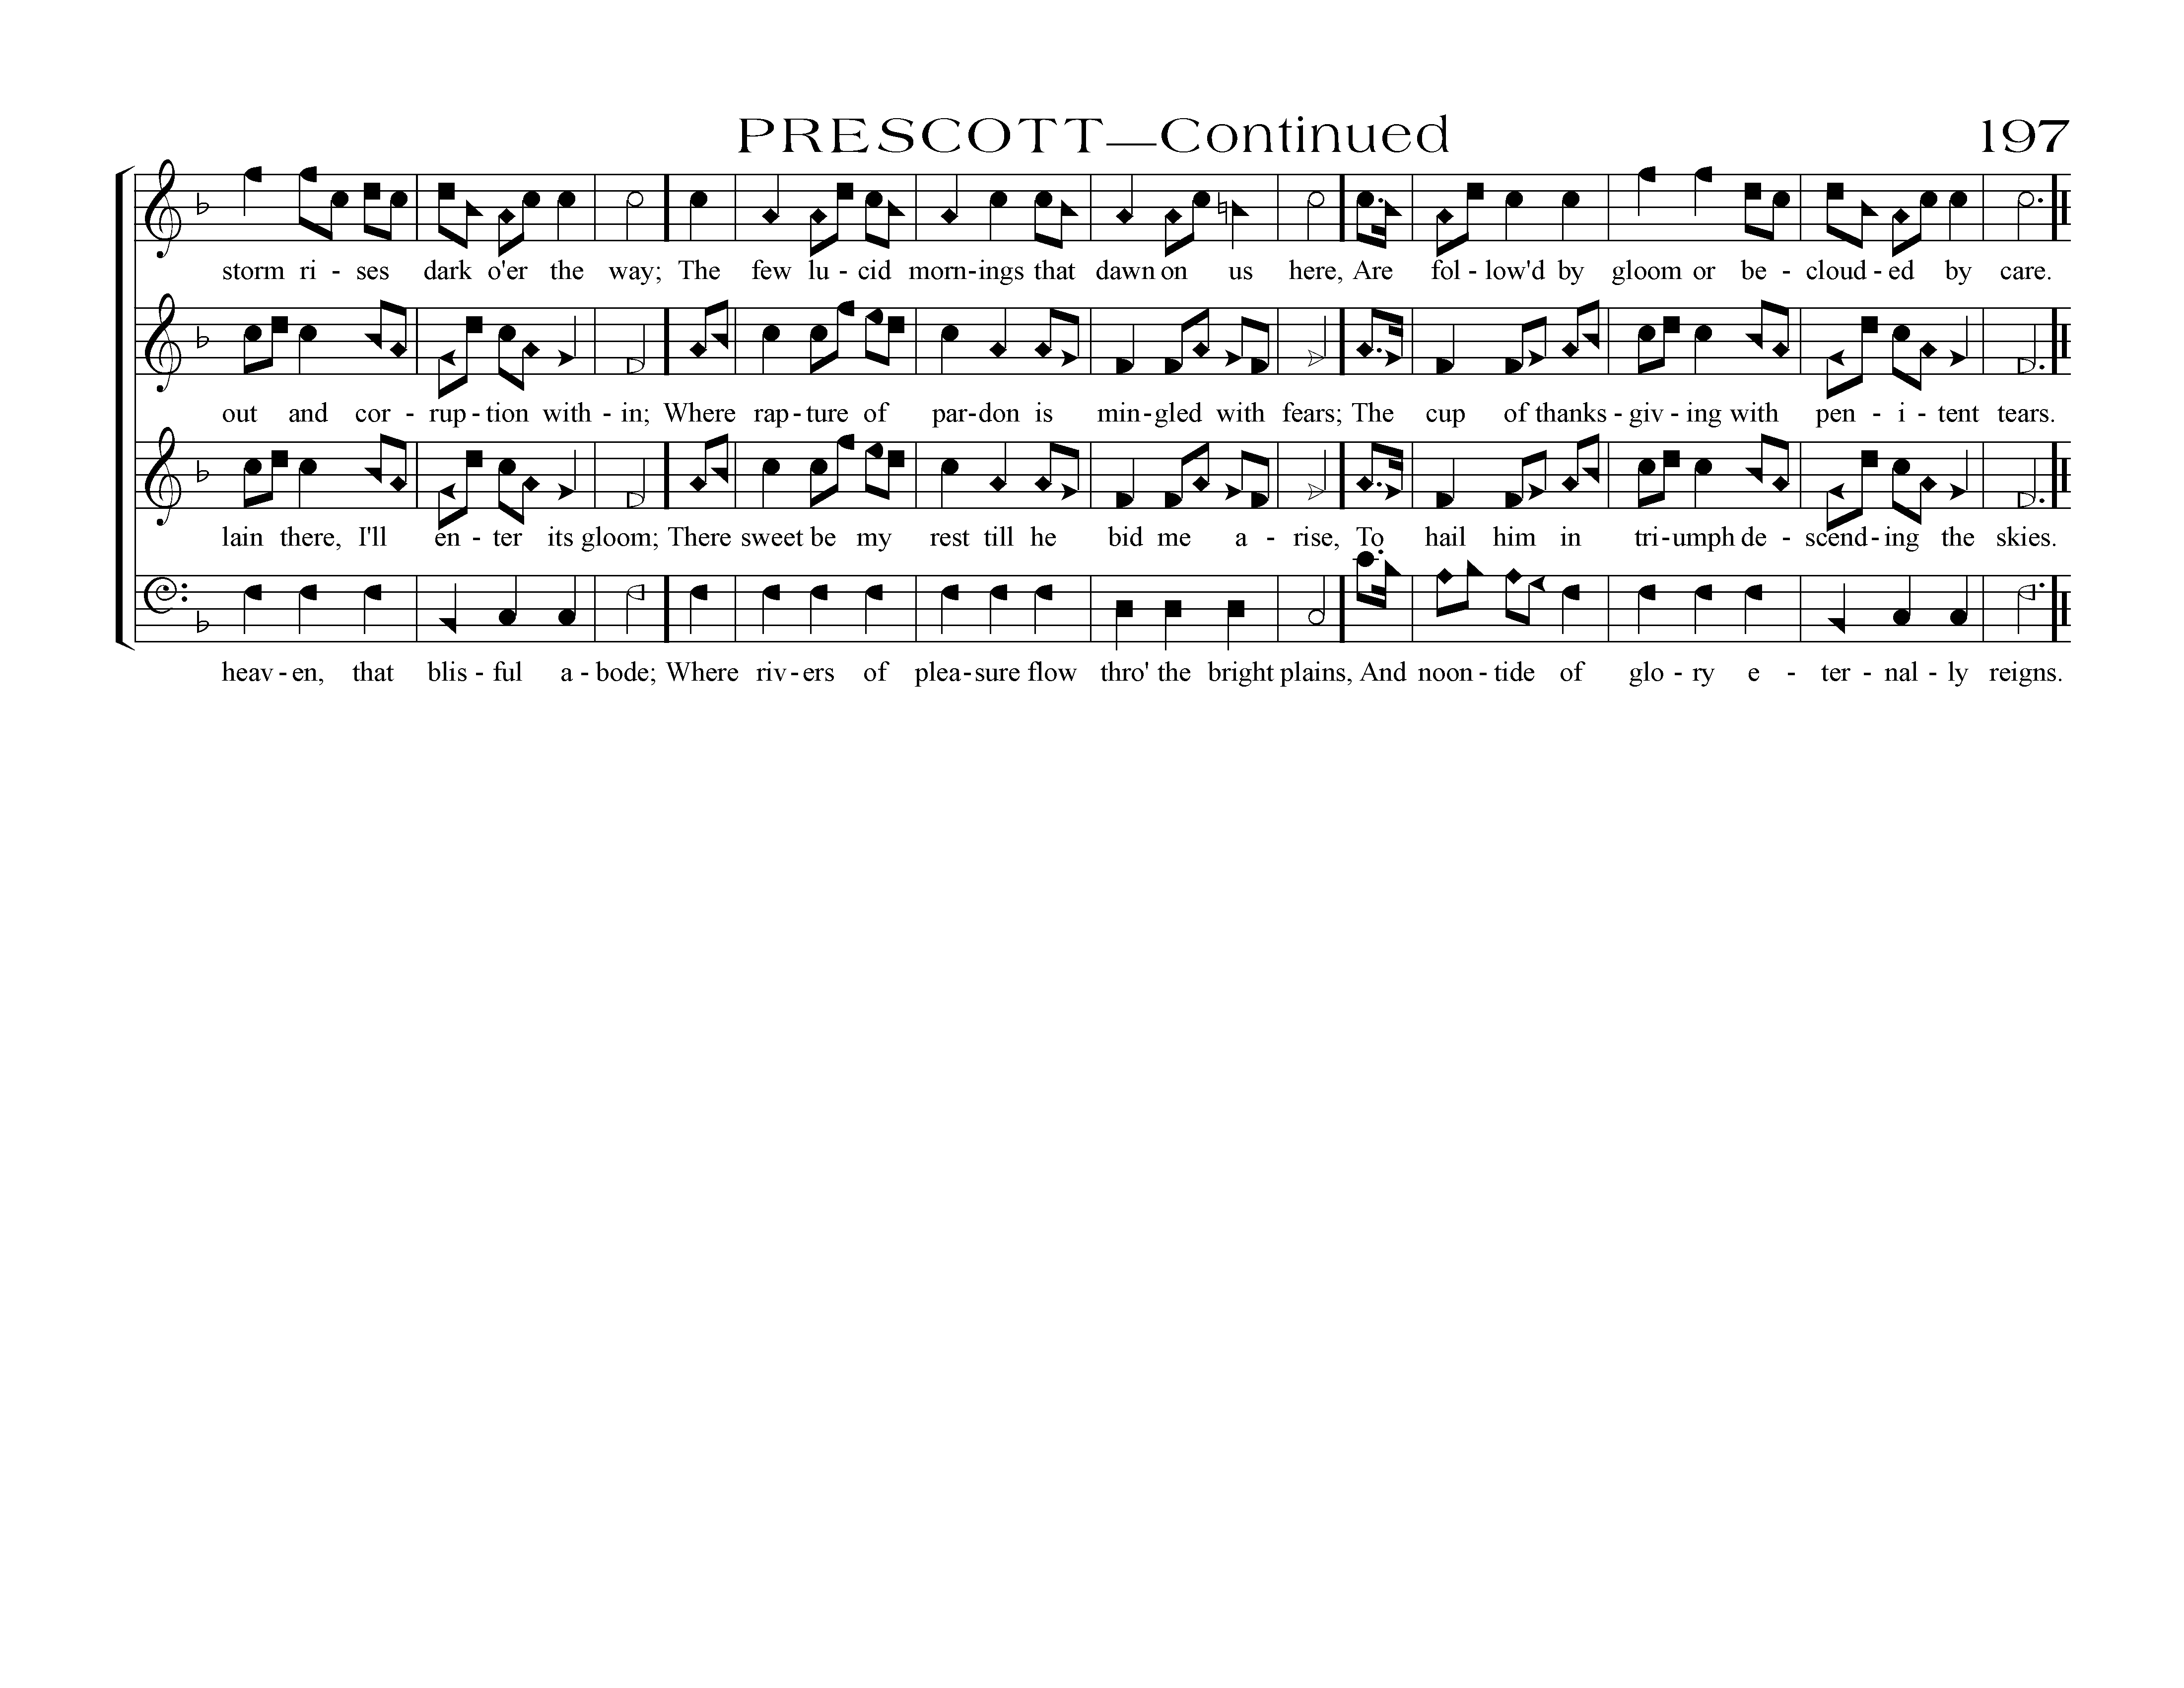 PRESCOTT—Continued 197
storm ri - ses dark o'er the way; The few lu - cid morn-ings that dawn on us here, Are fol - low'd by gloom or be - cloud - ed by care.
out and cor - rup - tion with - in; Where rap - ture of par - don is min - gled with fears; The cup of thanks - giv - ing with pen - i - tent tears.
lain there, I'll en - ter its gloom; There sweet be my rest till he bid me a - rise, To hail him in tri - umph de - scend - ing the skies.
heav - en, that blis - ful a - bode; Where riv - ers of plea - sure flow thro' the bright plains, And noon - tide of glo - ry e - ter - nal - ly reigns.